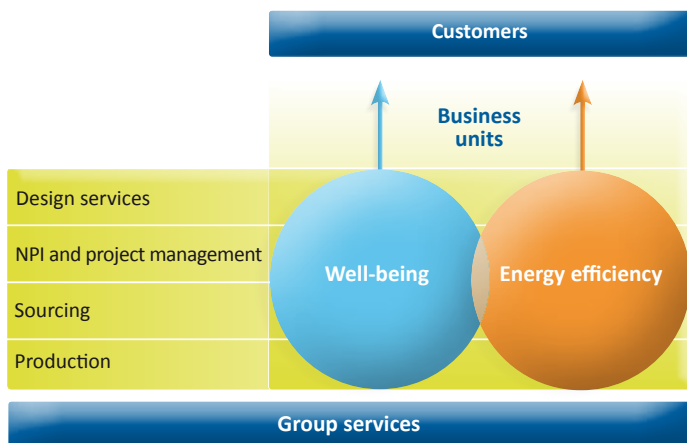 Customers
Business
units
Design services
NPI and project management
Well-being
Energy efficiency
Sourcing
Production
Group services